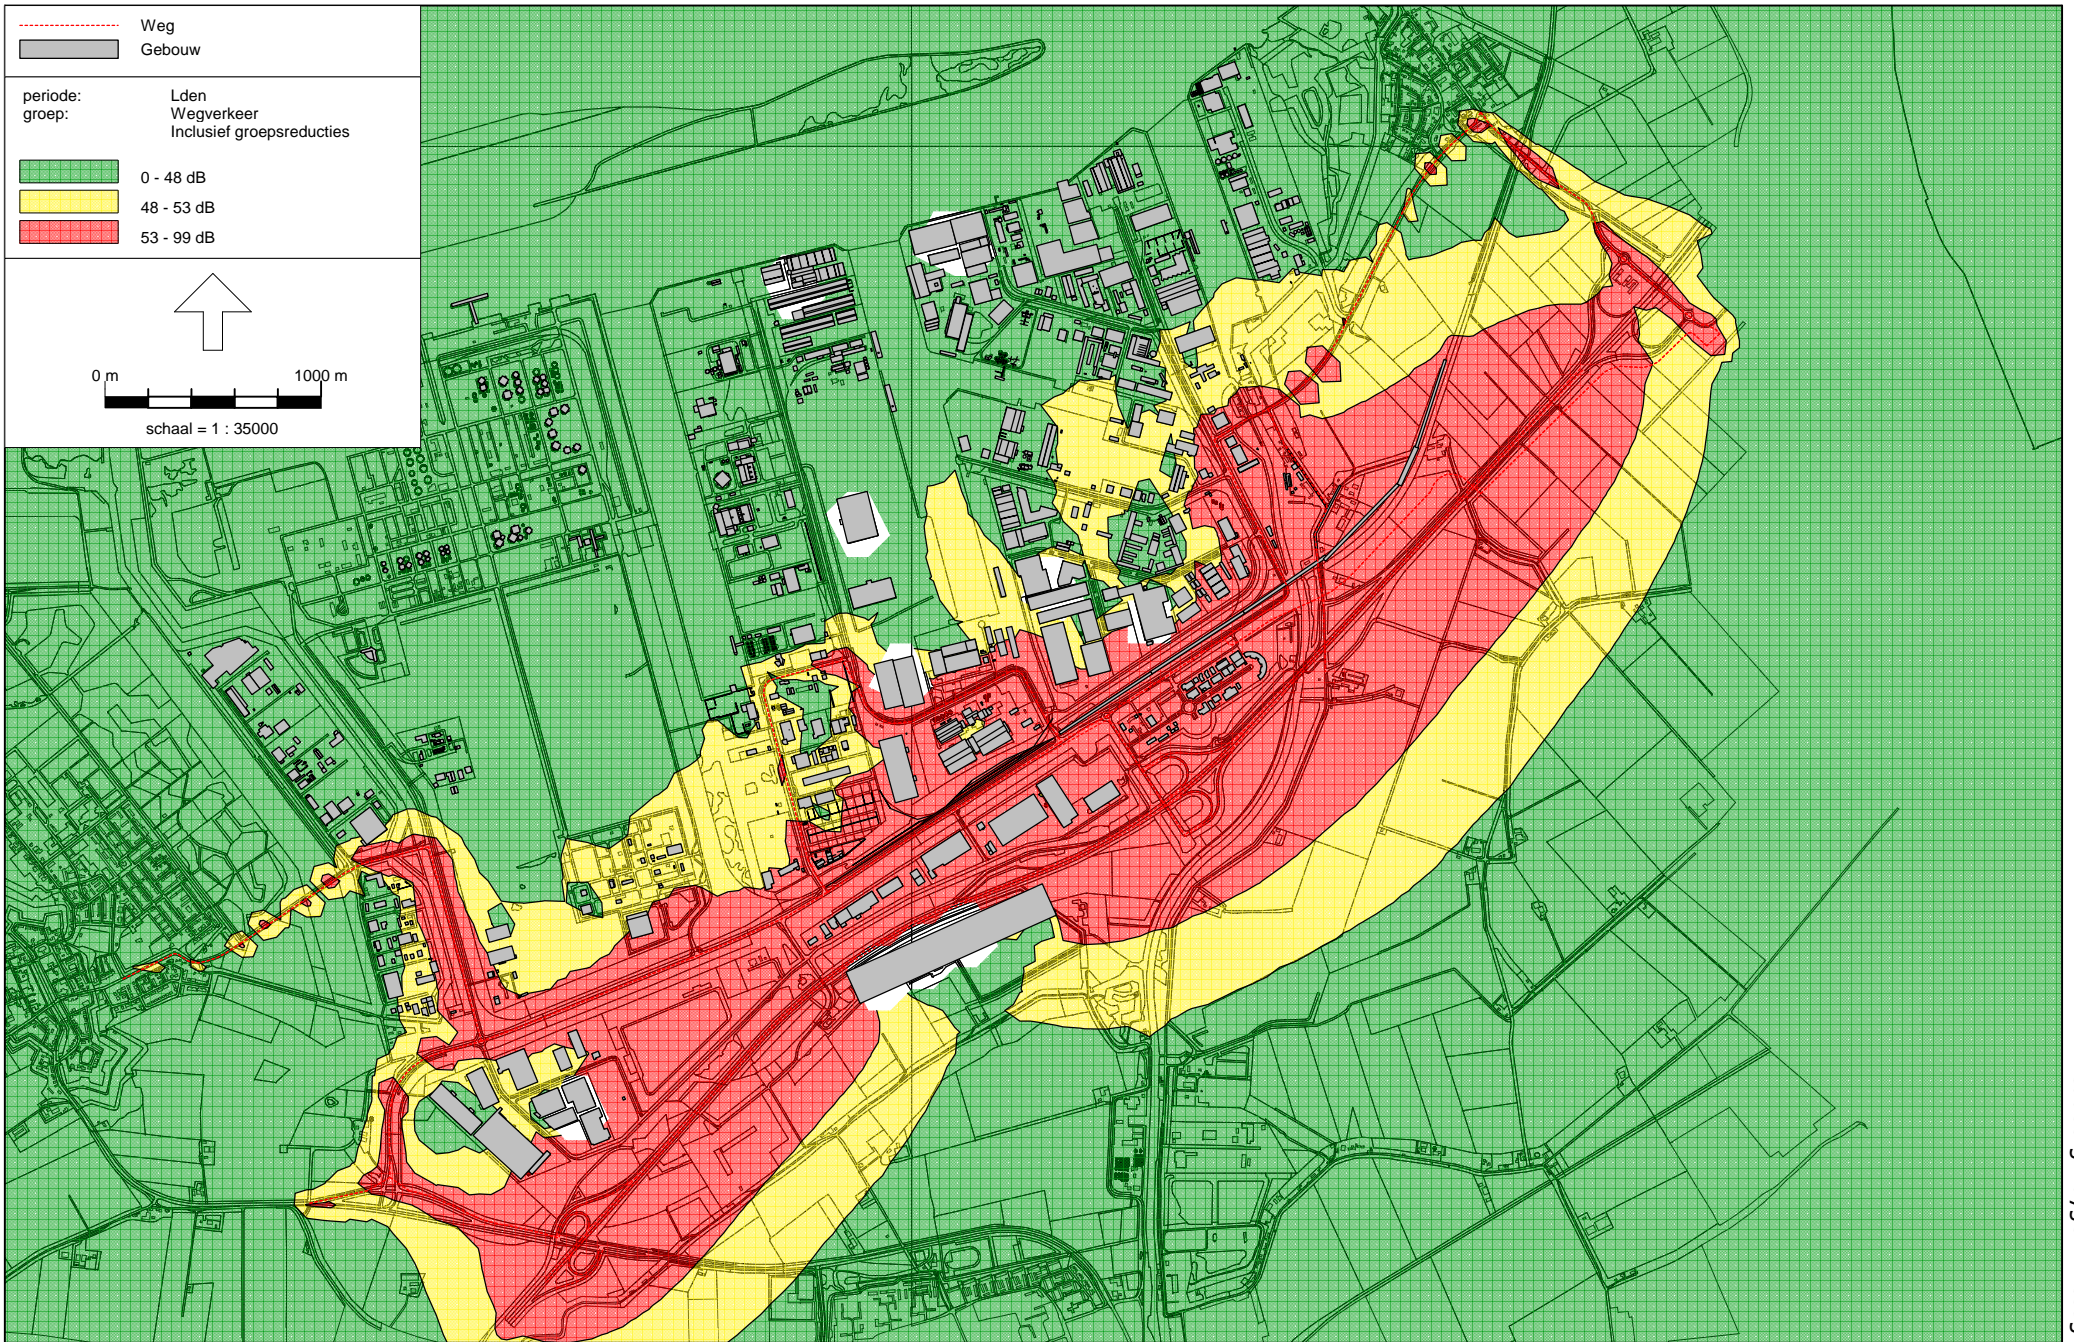 Weg
Gebouw
periode: Lden
groep: Wegverkeer
Inclusief groepsreducties
0 - 48 dB
48 - 53 dB
53 - 99 dB
0 m 1000 m
schaal = 1 : 35000